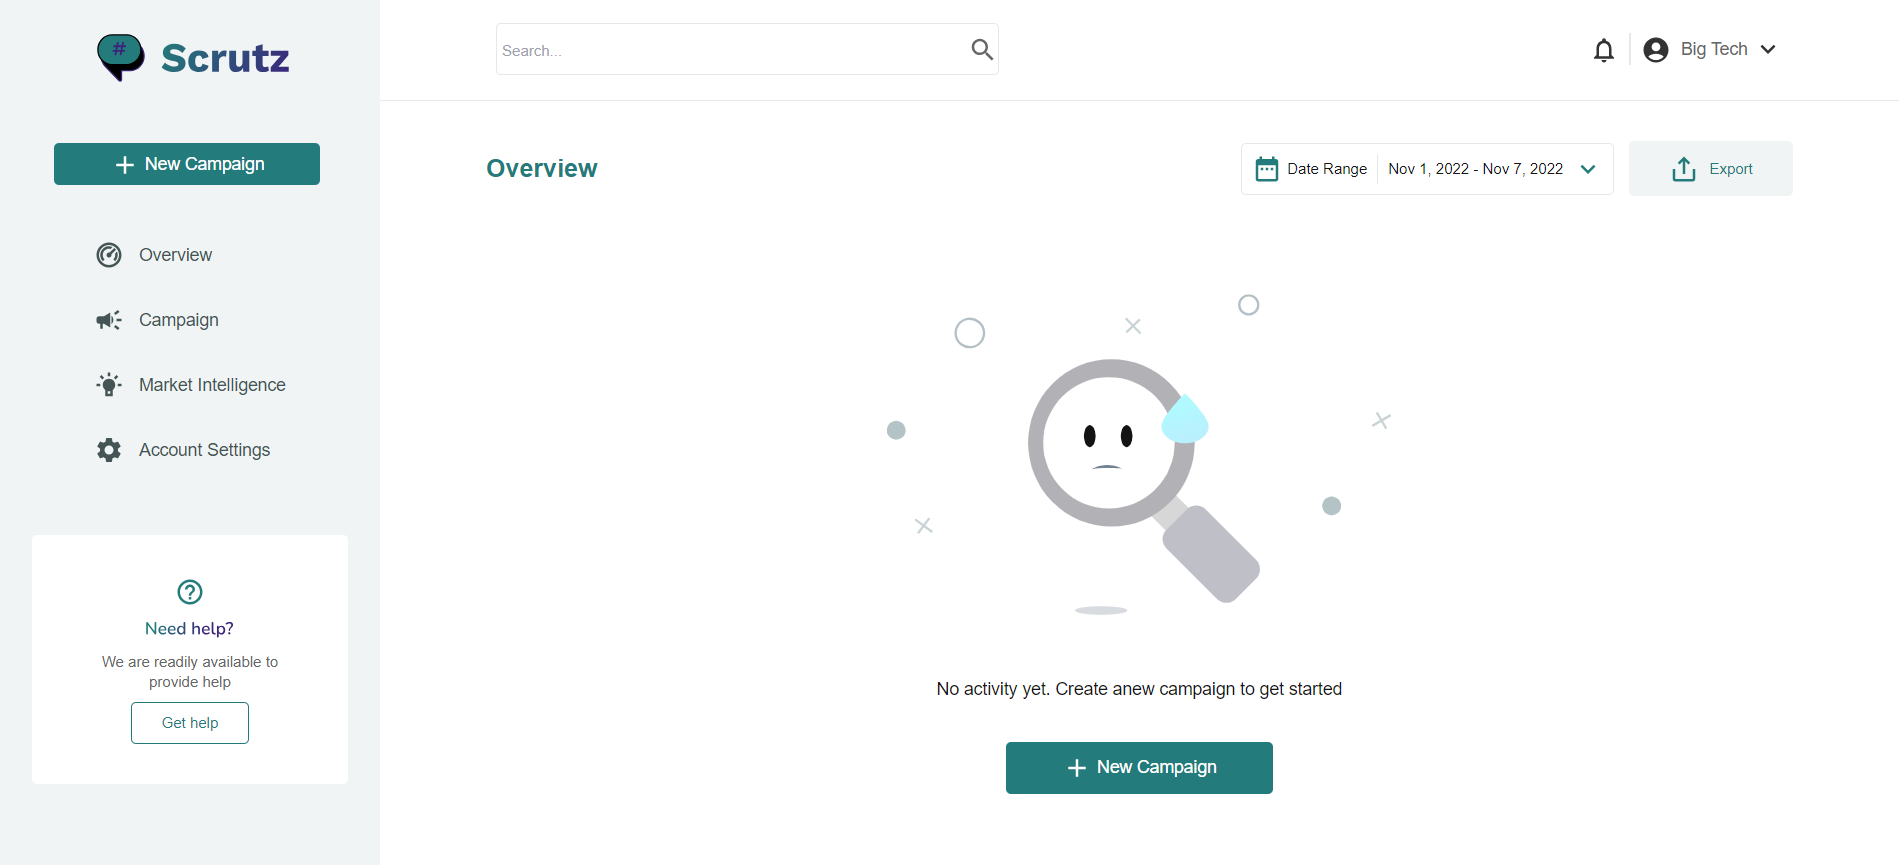 #
Scrutz
New Campaign
Overview
Campaign
Market Intelligence
Account Settings
Need help?
We are readily available to
provide help
Get help
Search...
Big Tech
Overview
Date Range
Nov 1, 2022 - Nov 7, 2022
Export
No activity yet. Create anew campaign to get started
New Campaign